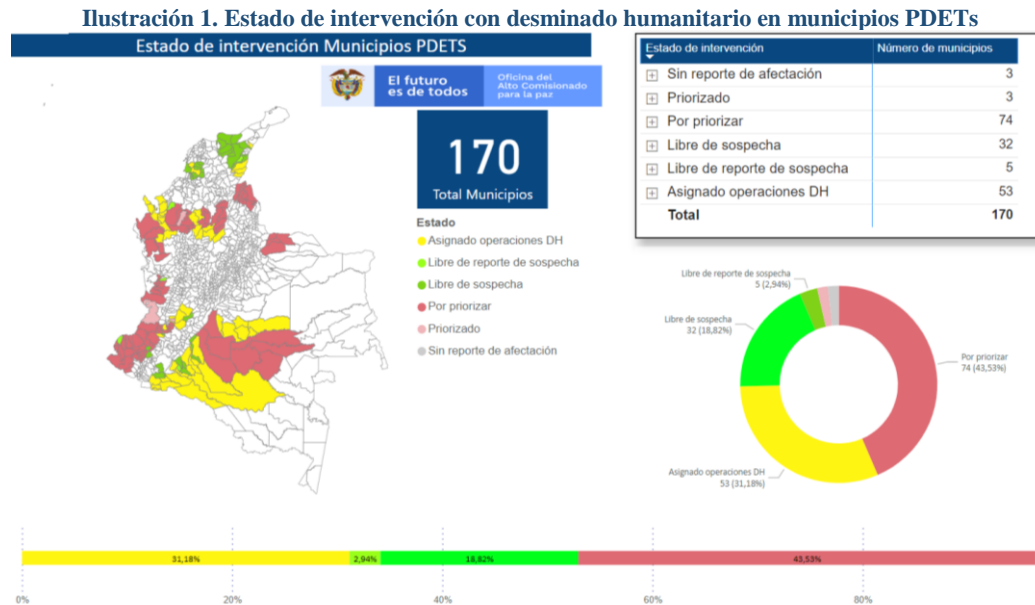 Ilustración 1. Estado de intervención con desminado humanitario en municipios PDETs
Estado de intervención Municipios PDETS
El futuro
es de todos
Oficina del
Alto Comisionado
para la paz
170
Total Municipios
Estado
Asignado operaciones DH
Libre de reporte de sospecha
Libre de sospecha
Por priorizar
Priorizado
Sin reporte de afectación
Estado de intervención Número de municipios
Sin reporte de afectación 3
Priorizado 3
Por priorizar 74
Libre de sospecha 32
Libre de reporte de sospecha 5
Asignado operaciones DH 53
Total 170
Libre de reporte de sospecha
5 (2,94%)
Libre de sospecha
32 (18,82%)
Por priorizar
74 (43,53%)
Asignado operaciones DH
53 (31,18%)
31,18% 2,94% 18,82% 43,53%
0% 20% 40% 60% 80%